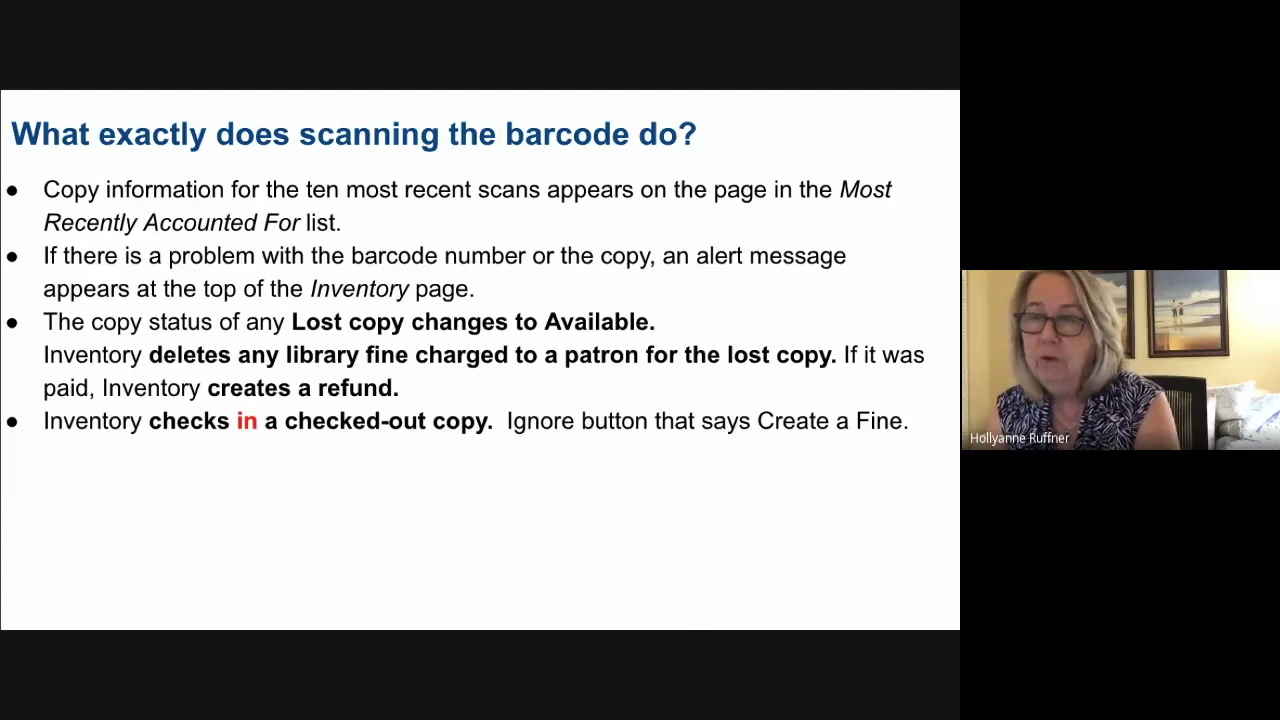 What exactly does scanning the barcode do?
● Copy information for the ten most recent scans appears on the page in the Most
Recently Accounted For list.
● If there is a problem with the barcode number or the copy, an alert message
appears at the top of the Inventory page.
● The copy status of any Lost copy changes to Available.
Inventory deletes any library fine charged to a patron for the lost copy. If it was
paid, Inventory creates a refund.
● Inventory checks in a checked-out copy.  Ignore button that says Create a Fine.
Hollyanne Ruffner